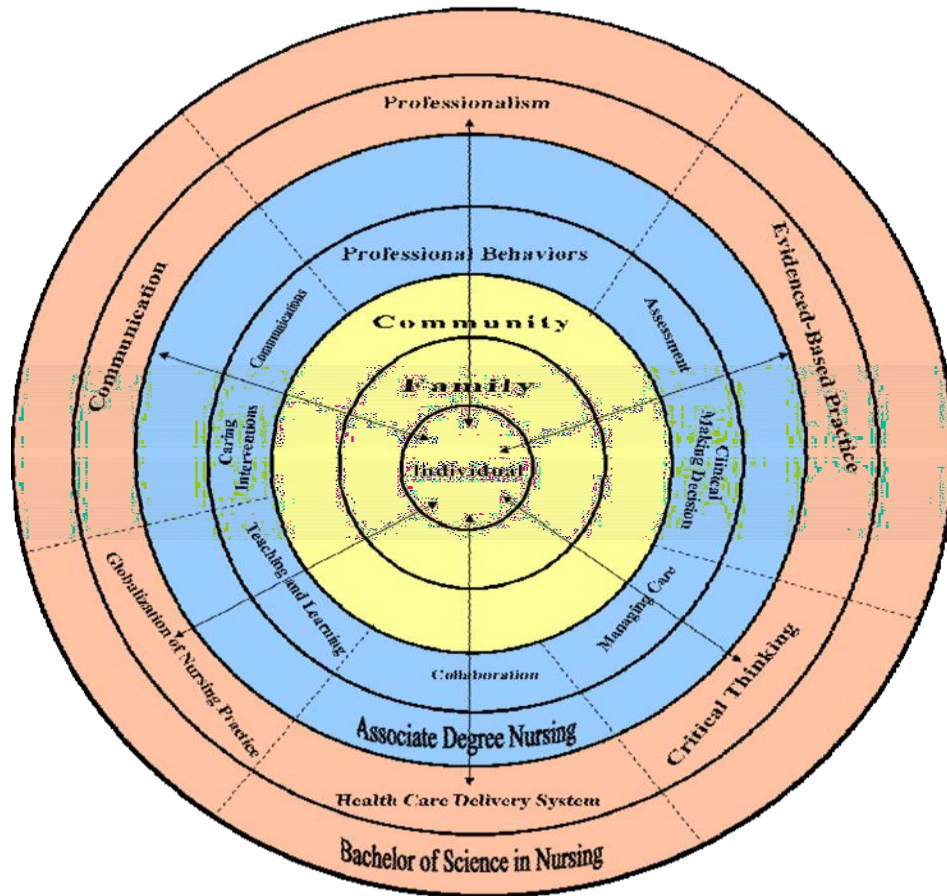 Professionalism
Communication
Evidenced-Based Practice
Professional Behaviors
Communications
Assessment
Community
Family
Individual
Caring
Interventions
Clinical
Making Decision
Teaching and Learning
Managing Care
Collaboration
Associate Degree Nursing
Globalization of Nursing Practice
Critical Thinking
Health Care Delivery System
Bachelor of Science in Nursing